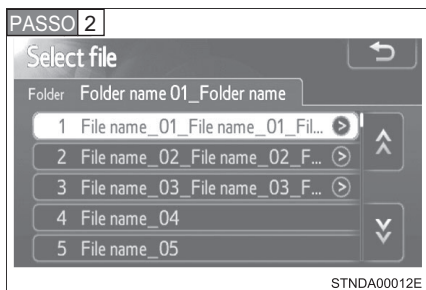 PASSO 2
Select file
Folder Folder name 01_Folder name
1 File name_01_File name_01_Fil...
2 File name_02_File name_02_F...
3 File name_03_File name_03_F...
4 File name_04
5 File name_05
STNDA00012E